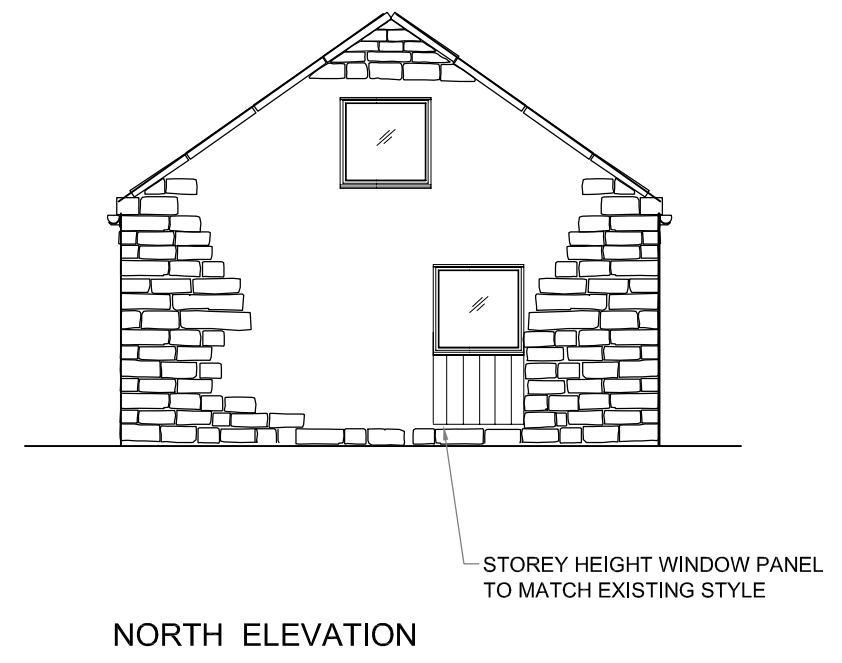 STOREY HEIGHT WINDOW PANEL
TO MATCH EXISTING STYLE
NORTH ELEVATION